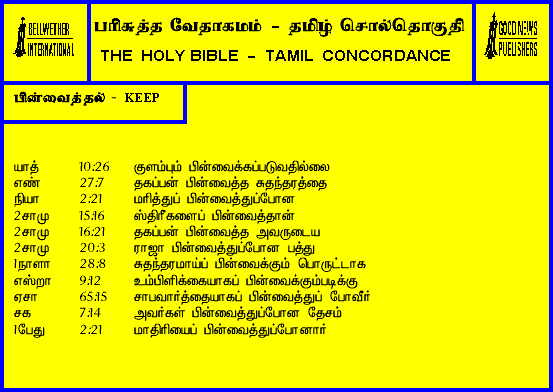 BELLWETHER INTERNATIONAL
பரிசுத்த வேதாகமம் - தமிழ் சொல்தொகுதி
THE HOLY BIBLE - TAMIL CONCORDANCE
GOOD NEWS PUBLISHERS
பின்வைத்தல் - KEEP
யாத் 10:26 குளம்பும் பின்வைக்கப்படுவதில்லை
எண் 27:7 தகப்பன் பின்வைத்த சுதந்தரத்தை
நியா 2:21 மரித்துப் பின்வைத்துப்போன
2சாமு 15:16 ஸ்திரீகளைப் பின்வைத்தான்
2சாமு 16:21 தகப்பன் பின்வைத்த அவருடைய
2சாமு 20:3 ராஜா பின்வைத்துப்போன பத்து
1நாளா 28:8 சுதந்தரமாய்ப் பின்வைக்கும் பொருட்டாக
எஸ்றா 9:12 உம்பிளிக்கையாகப் பின்வைக்கும்படிக்கு
ஏசா 65:15 சாபவார்த்தையாகப் பின்வைத்துப் போவீர்
சக 7:14 அவர்கள் பின்வைத்துப்போன தேசம்
1பேது 2:21 மாதிரியைப் பின்வைத்துப்போனார்